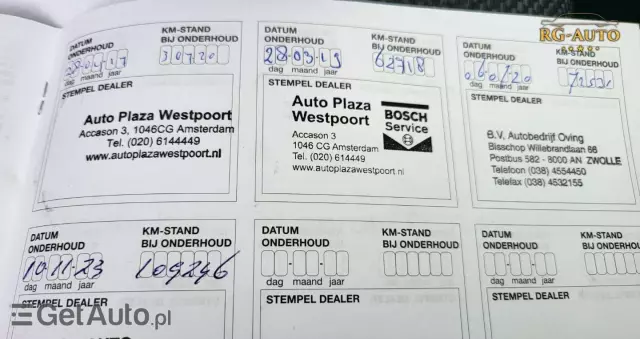 RG-AUTO
DATUM ONDERHOUD
KM-STAND BIJ ONDERHOUD
30720
dag maand jaar
STEMPEL DEALER
Auto Plaza Westpoort
Accason 3, 1046CG Amsterdam
Tel. (020) 6144449
www.autoplazawestpoort.nl
DATUM ONDERHOUD
KM-STAND BIJ ONDERHOUD
28-03-19
62718
dag maand jaar
STEMPEL DEALER
Auto Plaza
Westpoort
Accason 3
1046 CG Amsterdam
Tel. (020) 6144449
www.autoplazawestpoort.nl
BOSCH
Service
DATUM ONDERHOUD
KM-STAND BIJ ONDERHOUD
dag maand jaar
STEMPEL DEALER
B.V. Autobedrijf Oving
Bisschop Willebrandlaan 66
Postbus 582 - 8000 AN ZWOLLE
Telefoon (038) 4554450
Telefax (038) 4532155
DATUM ONDERHOUD
KM-STAND BIJ ONDERHOUD
10-11-23
109246
dag maand jaar
STEMPEL DEALER
DATUM ONDERHOUD
KM-STAND BIJ ONDERHOUD
dag maand jaar
STEMPEL DEALER
DATUM ONDERHOUD
KM-STAND BIJ ONDERHOUD
dag maand jaar
STEMPEL DEALER
GetAuto.pl